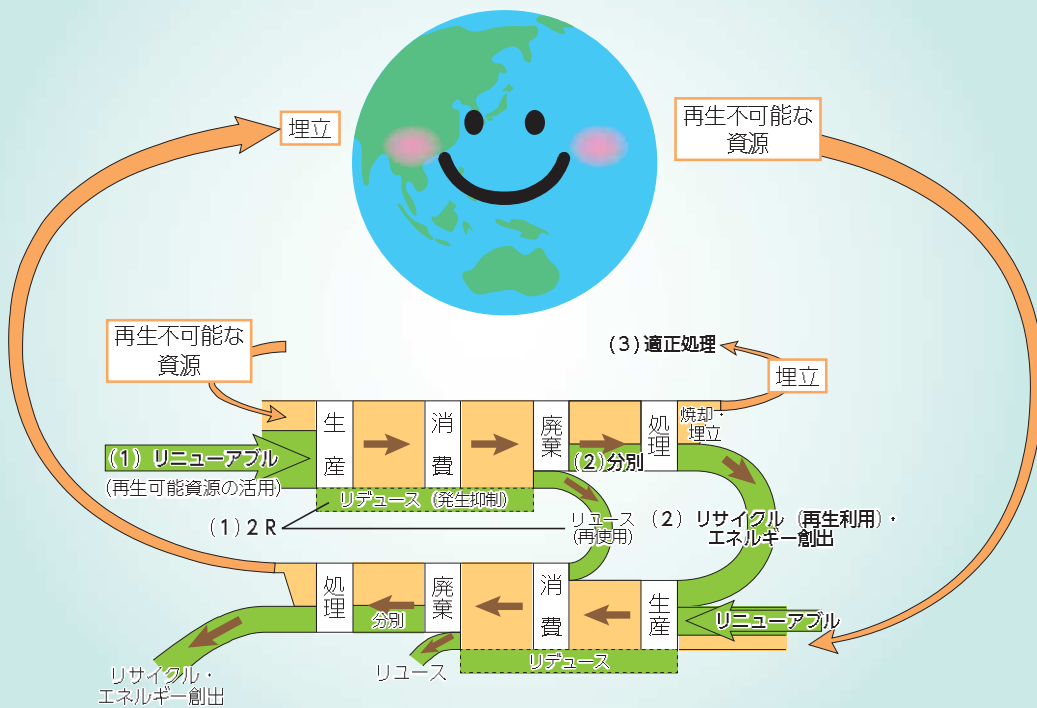 埋立
再生不可能な
資源
再生不可能な
資源
(3)適正処理
埋立
生産
消費
廃棄
処理
焼却・
埋立
(1) リニューアブル
(再生可能資源の活用)
(2)分別
リデュース (発生抑制)
(1)2R
リユース
(再使用)
(2) リサイクル (再生利用)・
エネルギー創出
処理
廃棄
消費
生産
分別
リニューアブル
リユース
リデュース
リサイクル・
エネルギー創出